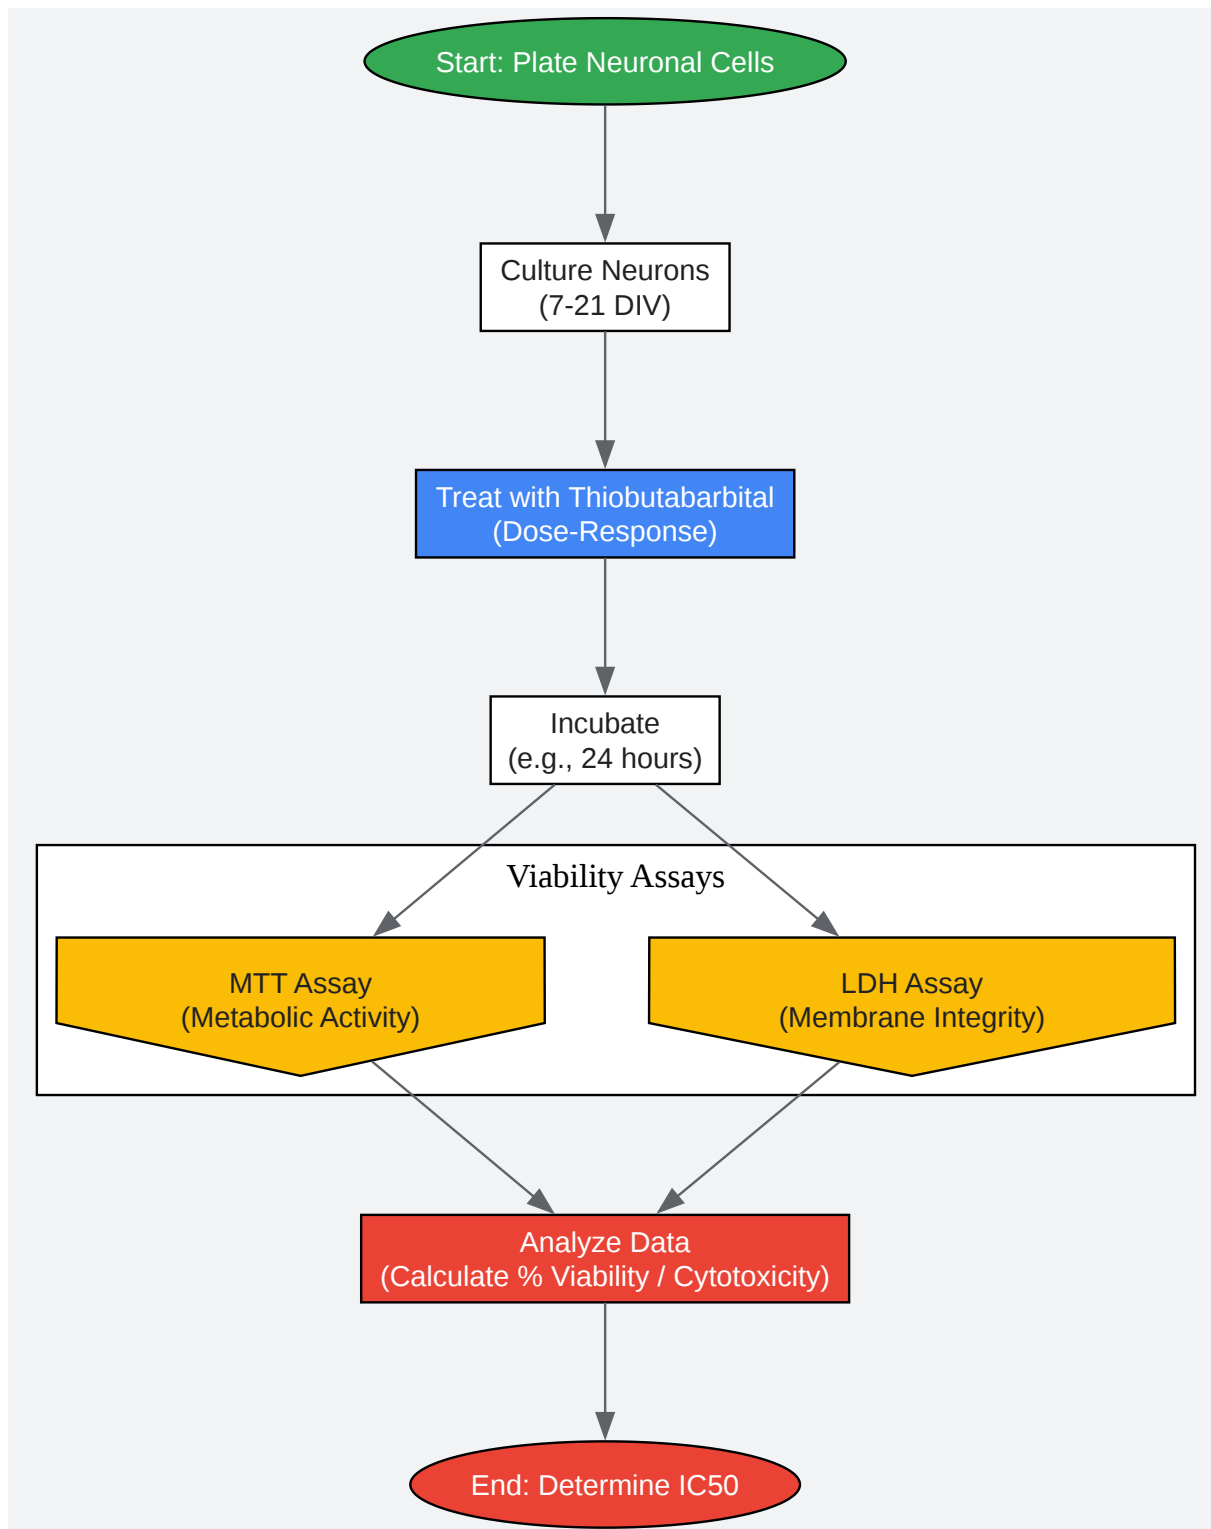 Start: Plate Neuronal Cells
Culture Neurons
(7-21 DIV)
Treat with Thiobutabarbital
(Dose-Response)
Incubate
(e.g., 24 hours)
Viability Assays
MTT Assay
(Metabolic Activity)
LDH Assay
(Membrane Integrity)
Analyze Data
(Calculate % Viability / Cytotoxicity)
End: Determine IC50